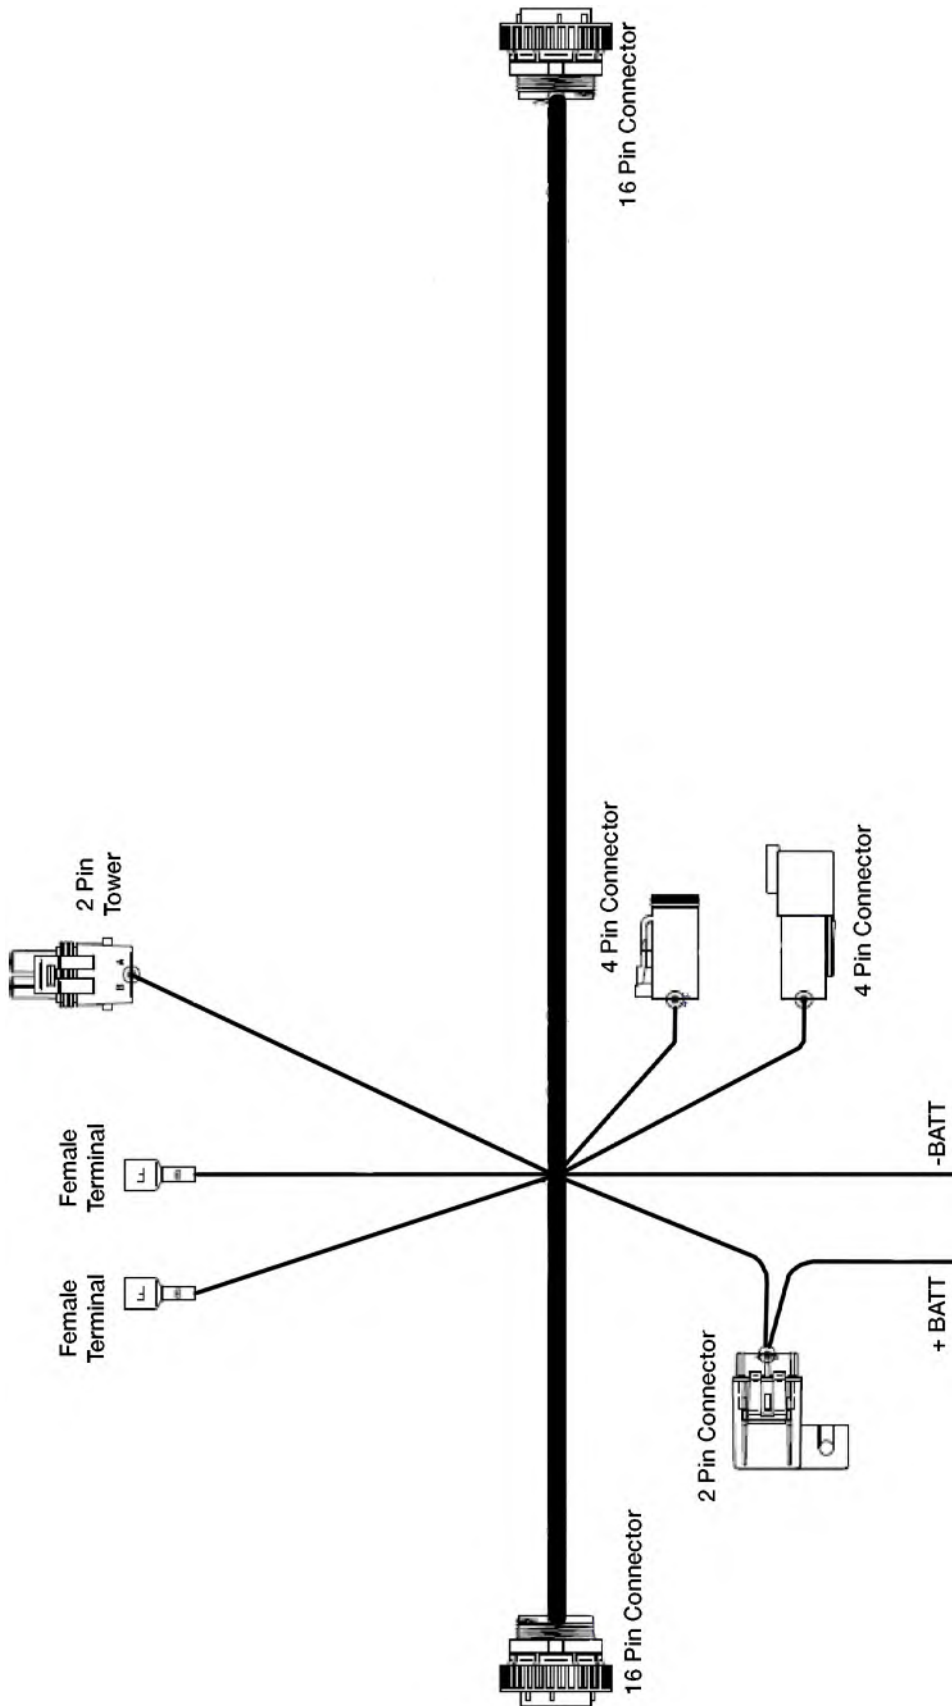 16 Pin Connector
2 Pin
Tower
B A
4 Pin Connector
4 Pin Connector
Female
Terminal
F
Female
Terminal
F
-BATT
+ BATT
2 Pin Connector
16 Pin Connector